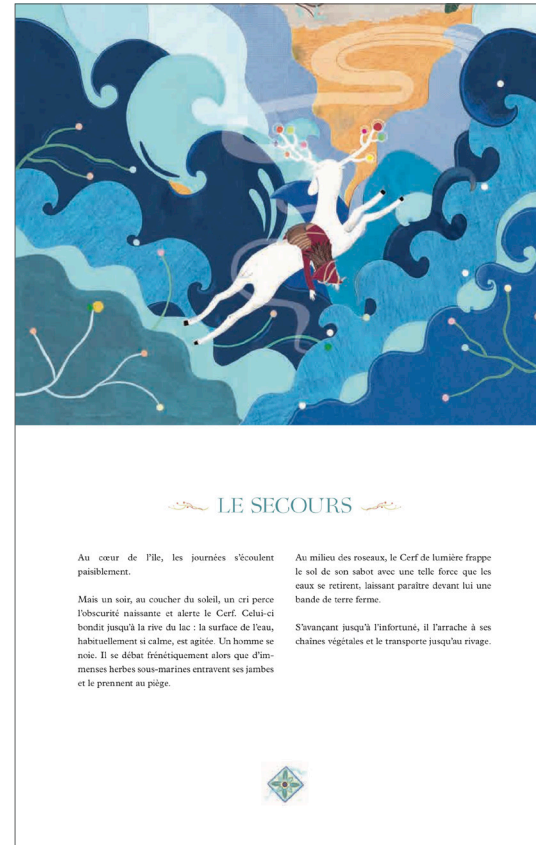 LE SECOURS
Au cœur de l’île, les journées s’écoulent
paisiblement.
Mais un soir, au coucher du soleil, un cri perce
l’obscurité naissante et alerte le Cerf. Celui-ci
bondit jusqu’à la rive du lac : la surface de l’eau,
habituellement si calme, est agitée. Un homme se
noie. Il se débat frénétiquement alors que d’im-
menses herbes sous-marines entravent ses jambes
et le prennent au piège.
Au milieu des roseaux, le Cerf de lumière frappe
le sol de son sabot avec une telle force que les
eaux se retirent, laissant paraître devant lui une
bande de terre ferme.
S’avançant jusqu’à l’infortuné, il l’arrache à ses
chaînes végétales et le transporte jusqu’au rivage.